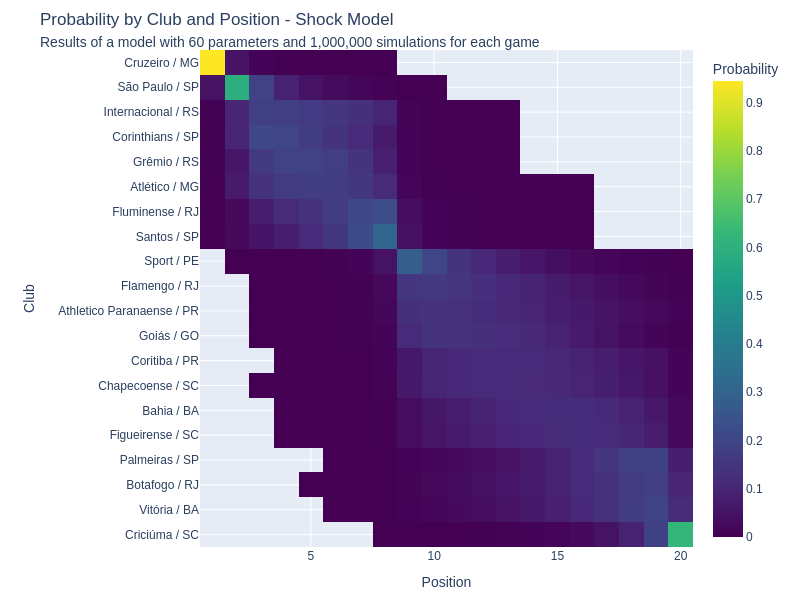 Probability by Club and Position - Shock Model
Results of a model with 60 parameters and 1,000,000 simulations for each game
Probability
Club
Cruzeiro / MG
São Paulo / SP
Internacional / RS
Corinthians / SP
Grêmio / RS
Atlético / MG
Fluminense / RJ
Santos / SP
Sport / PE
Flamengo / RJ
Athletico Paranaense / PR
Goiás / GO
Coritiba / PR
Chapecoense / SC
Bahia / BA
Figueirense / SC
Palmeiras / SP
Botafogo / RJ
Vitória / BA
Criciúma / SC
5
10
15
20
Position
0.9
0.8
0.7
0.6
0.5
0.4
0.3
0.2
0.1
0